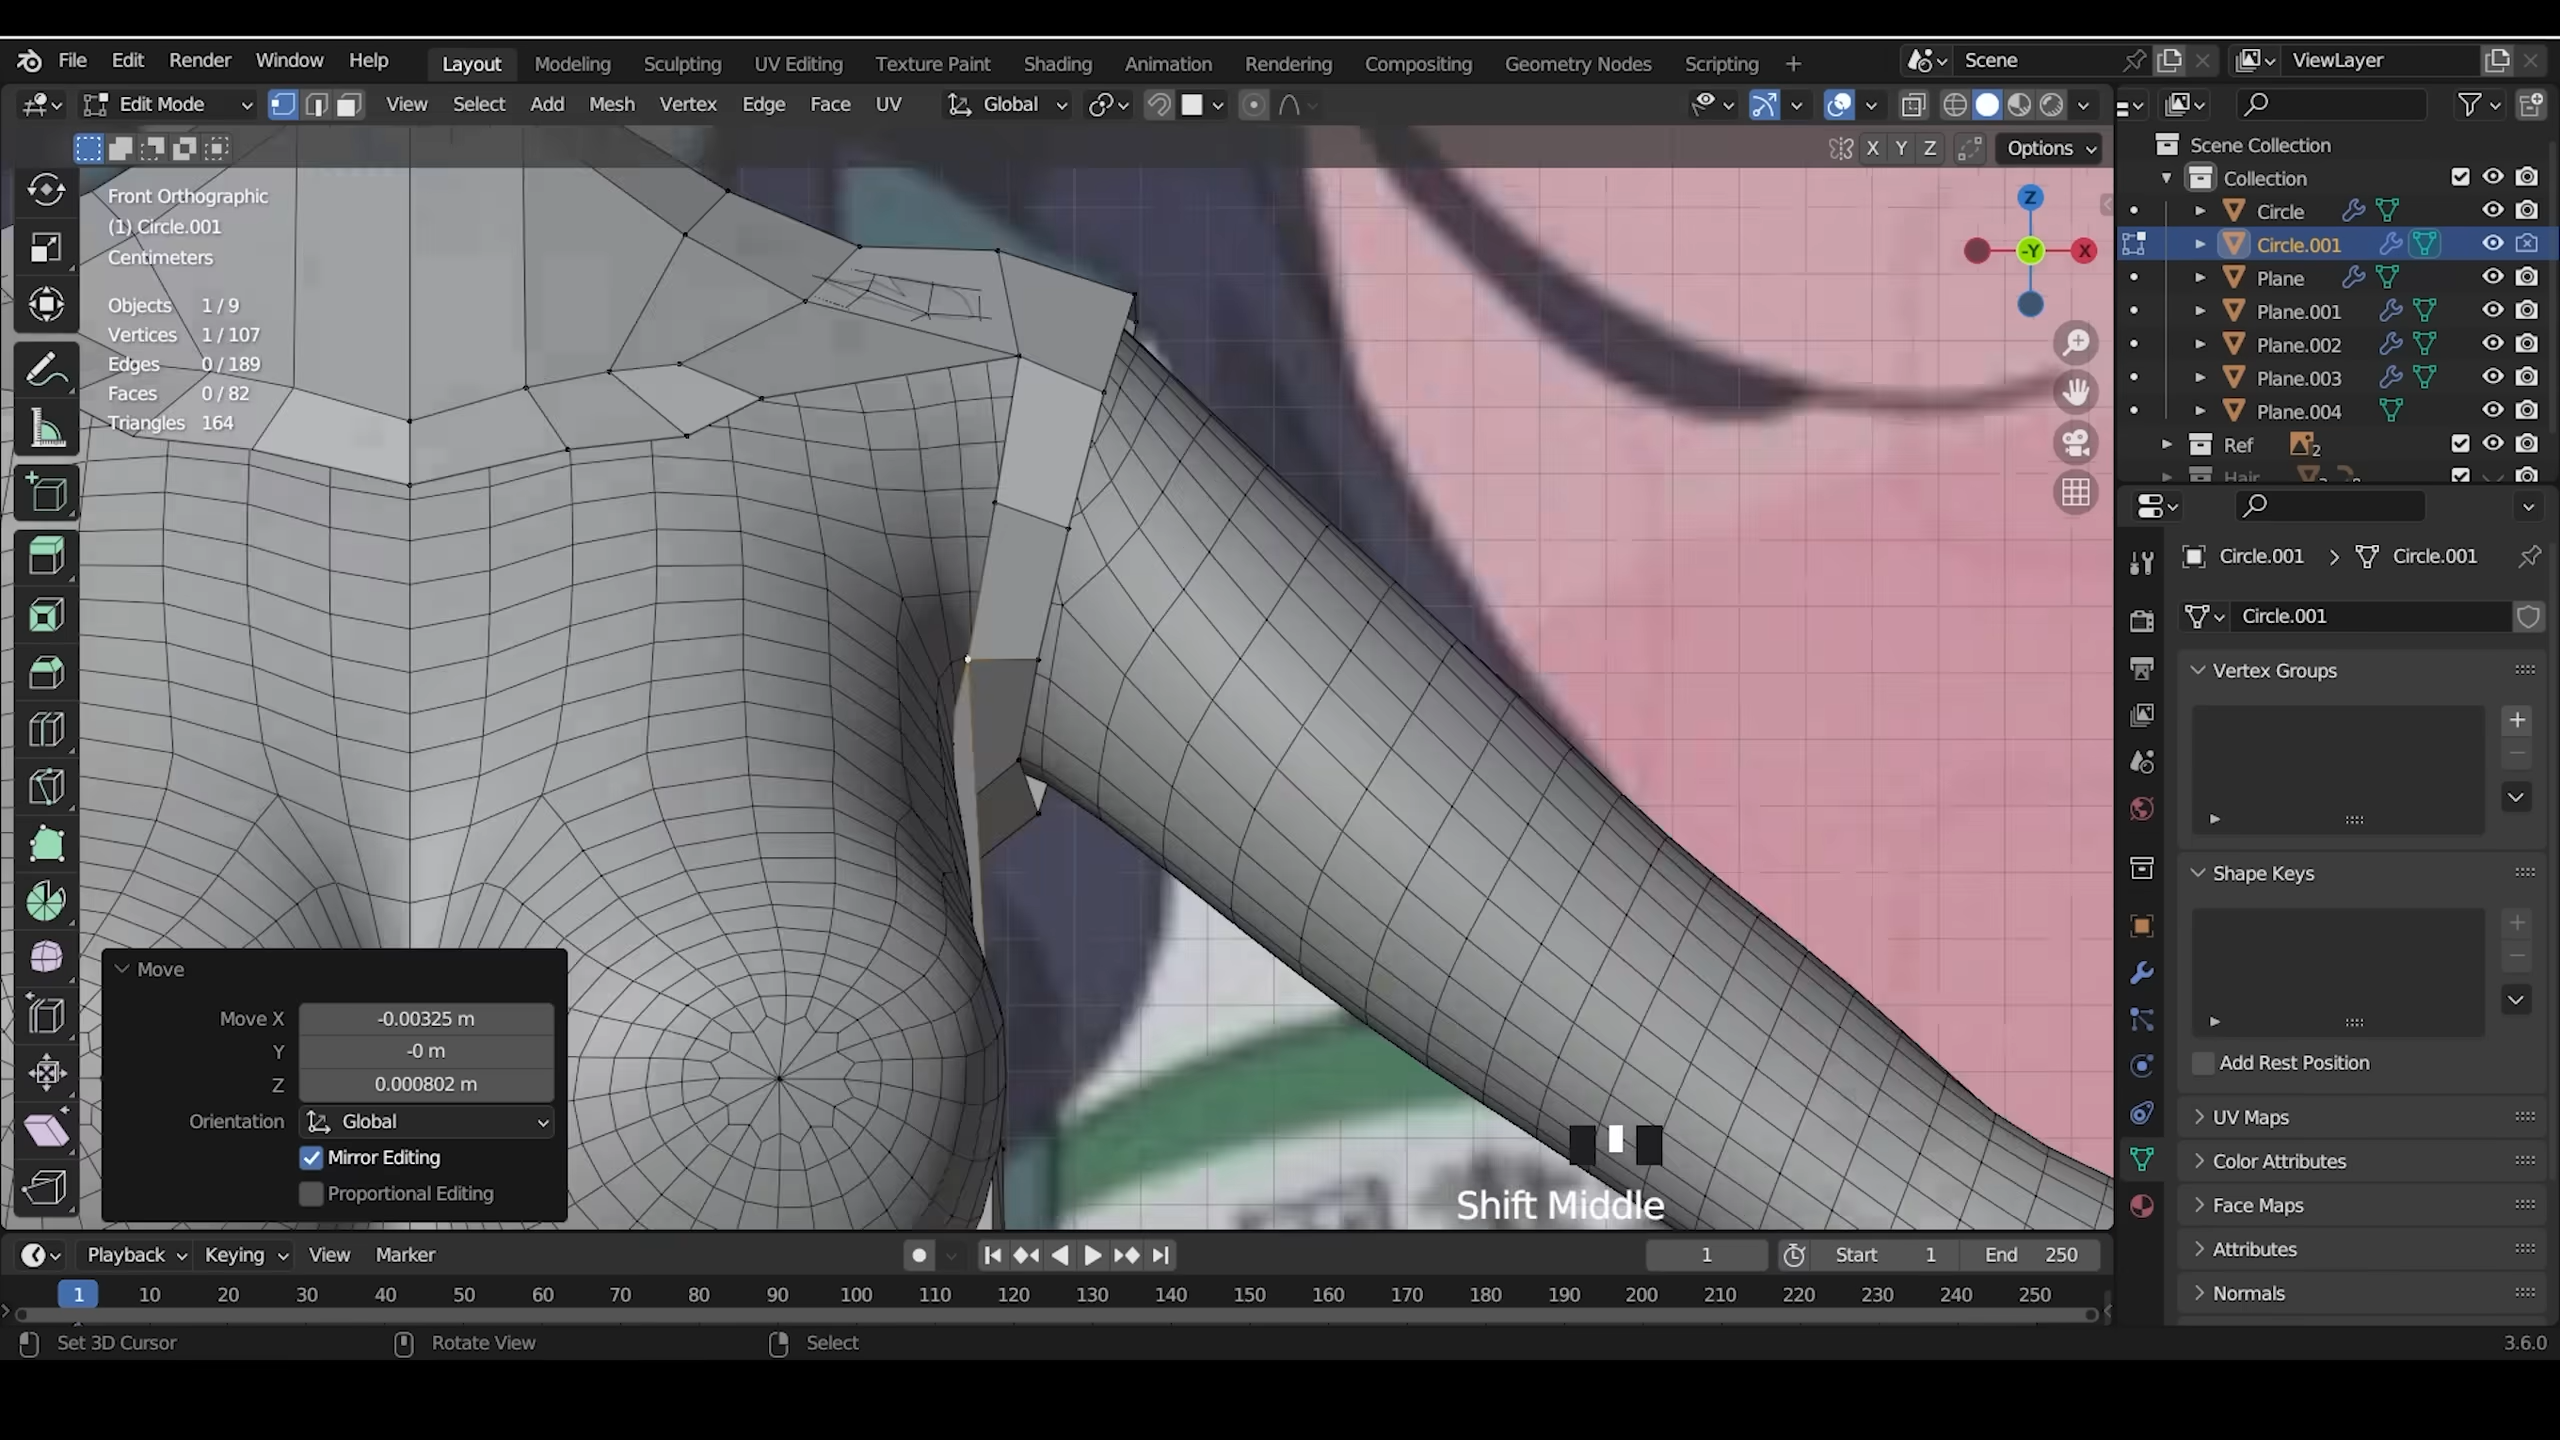 File Edit Render Window Help Layout Modeling Sculpting UV Editing Texture Paint Shading Animation Rendering Compositing Geometry Nodes Scripting Scene ViewLayer
Edit Mode View Select Add Mesh Vertex Edge Face UV Global
X Y Z Options
Front Orthographic
(1) Circle.001
Centimeters
Objects 1 / 9
Vertices 1 / 107
Edges 0 / 189
Faces 0 / 82
Triangles 164
Z
-Y
X
Scene Collection
Collection
Circle
Circle.001
Plane
Plane.001
Plane.002
Plane.003
Plane.004
Ref 2
Hair
Circle.001 > Circle.001
Circle.001
Vertex Groups
Shape Keys
Add Rest Position
UV Maps
Color Attributes
Face Maps
Attributes
Normals
Move
Move X -0.00325 m
Y -0 m
Z 0.000802 m
Orientation Global
Mirror Editing
Proportional Editing
Shift Middle
Playback Keying View Marker 1 Start 1 End 250
1 10 20 30 40 50 60 70 80 90 100 110 120 130 140 150 160 170 180 190 200 210 220 230 240 250
Set 3D Cursor Rotate View Select 3.6.0